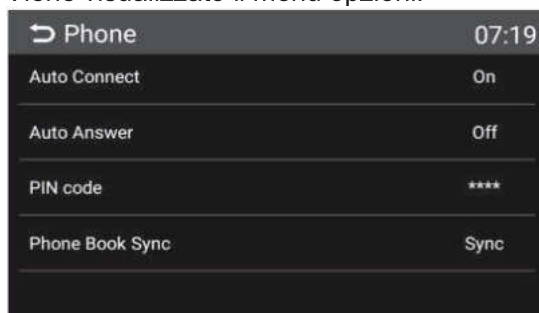 Phone 07:19
Auto Connect On
Auto Answer Off
PIN code ****
Phone Book Sync Sync